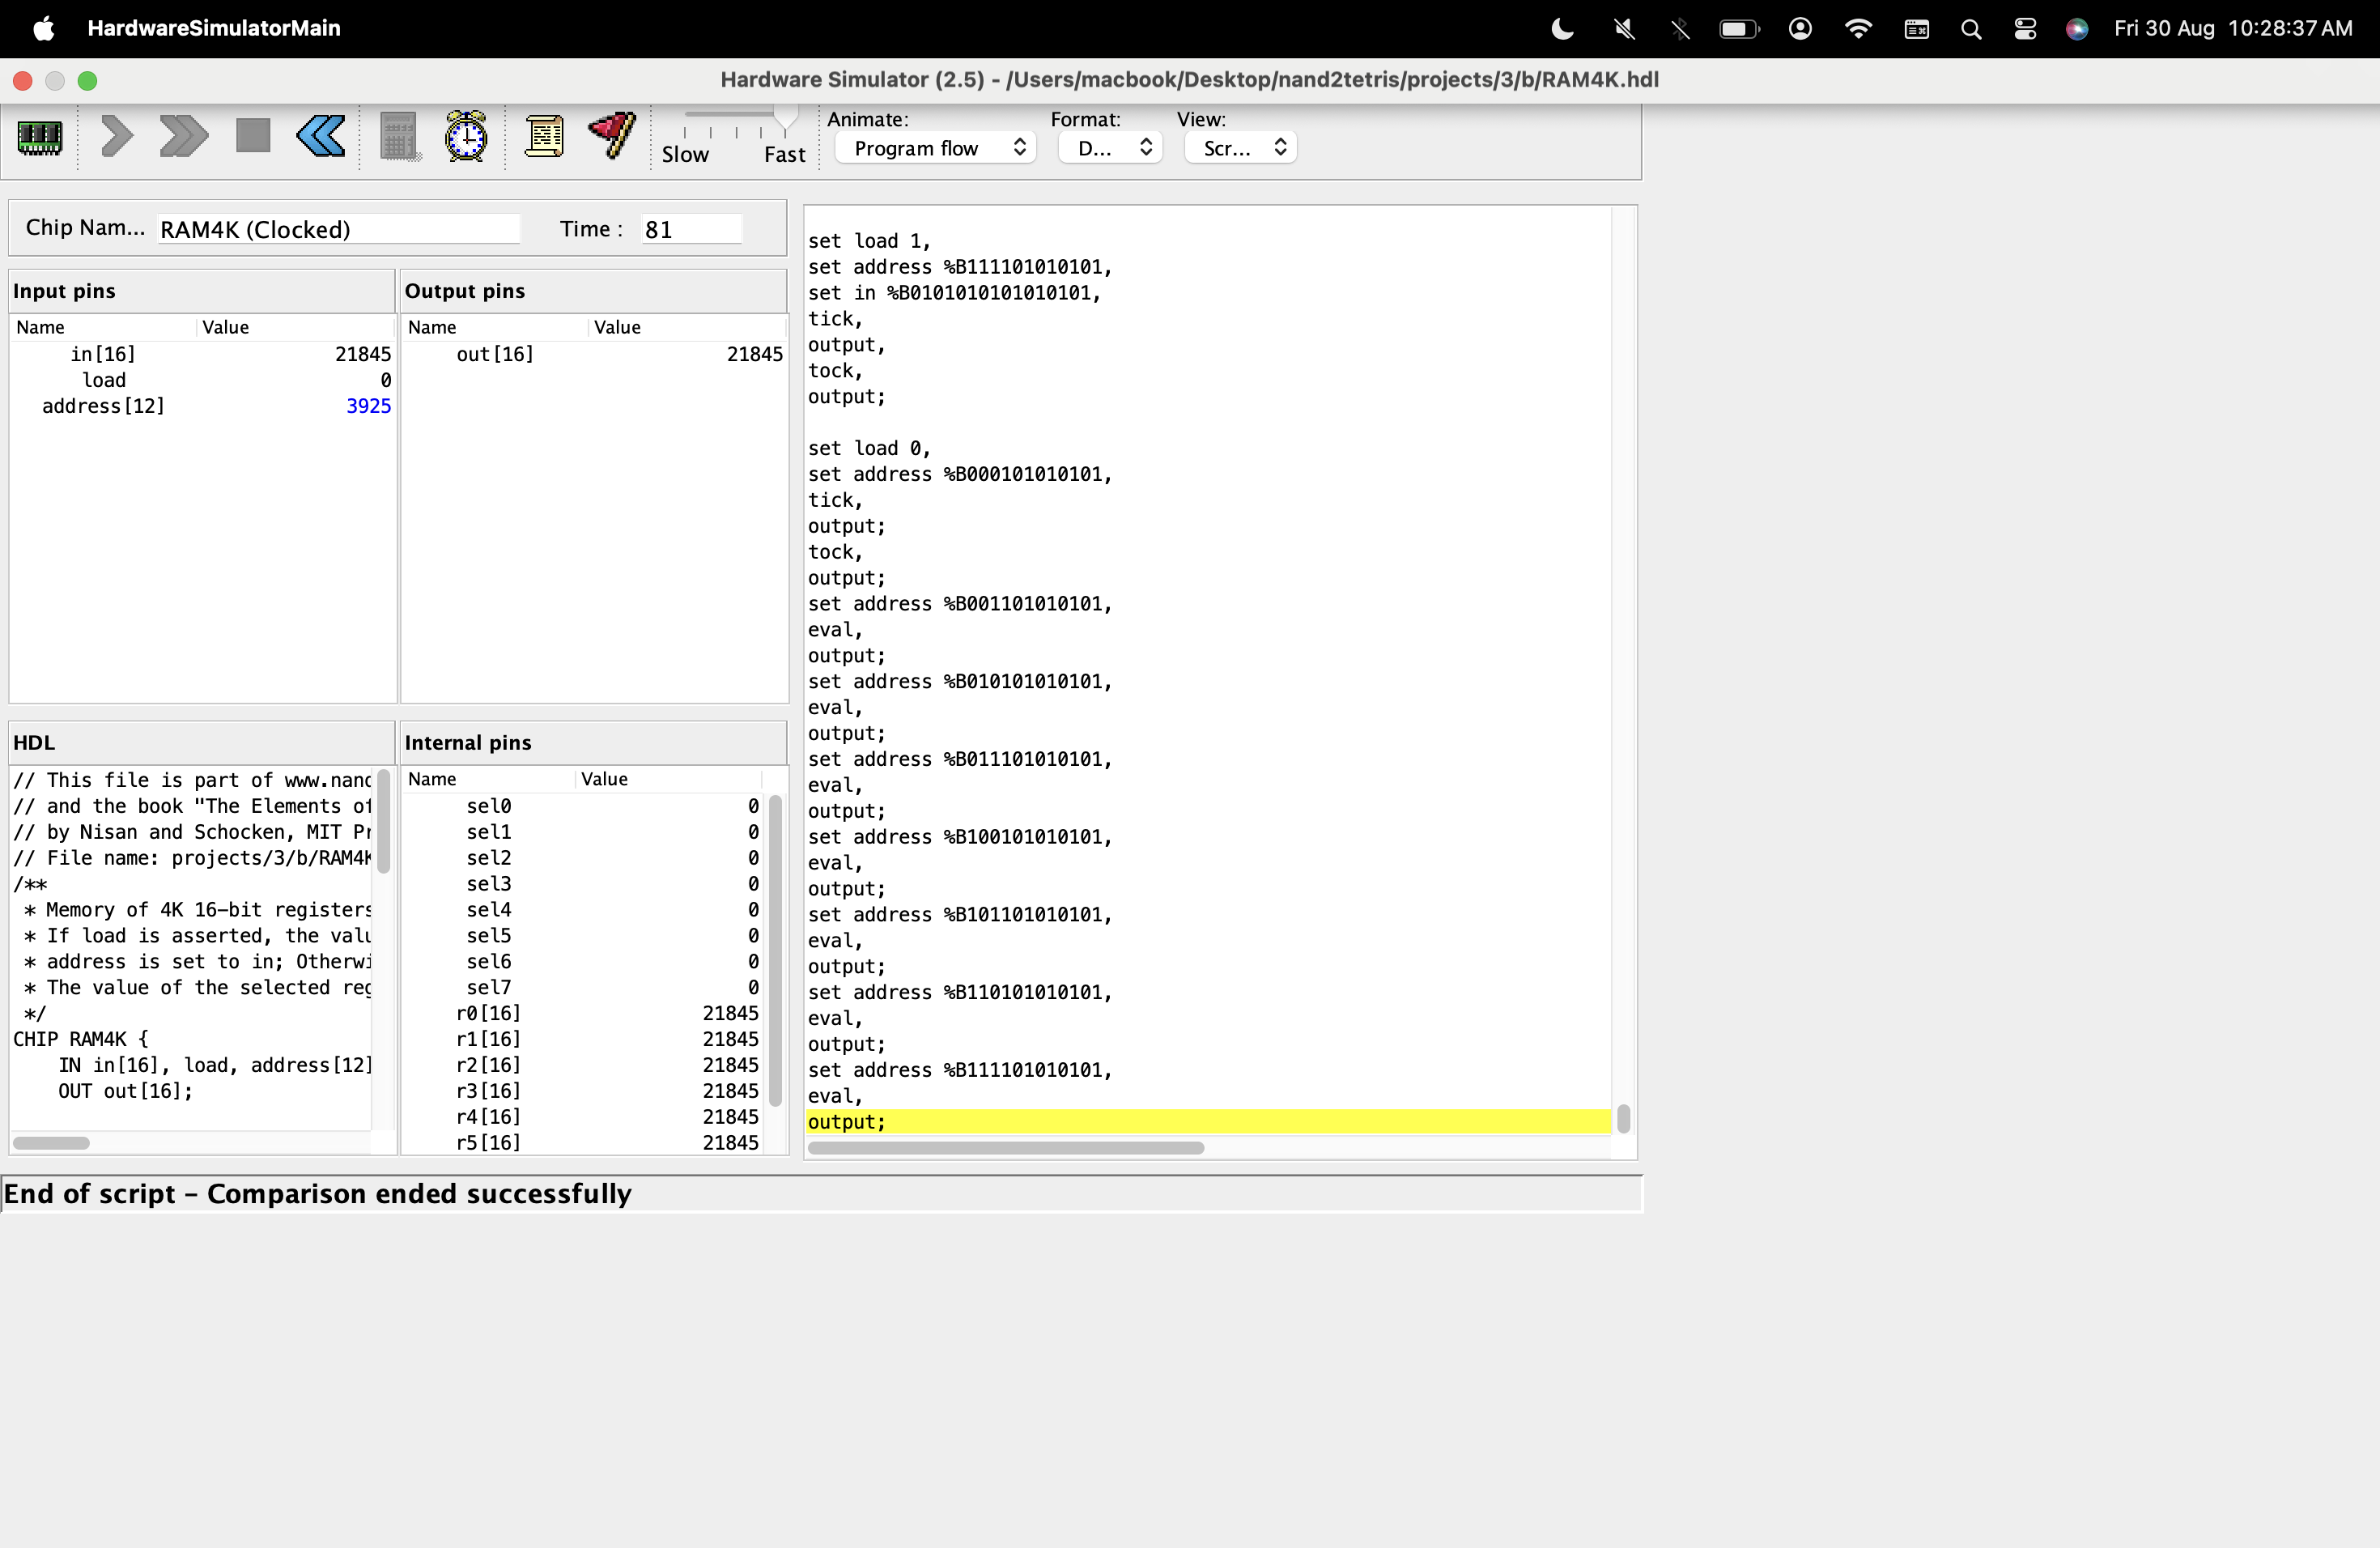 HardwareSimulatorMain
Fri 30 Aug 10:28:37 AM
Hardware Simulator (2.5) - /Users/macbook/Desktop/nand2tetris/projects/3/b/RAM4K.hdl
Slow Fast
Animate:
Program flow
Format:
D...
View:
Scr...
Chip Nam... RAM4K (Clocked) Time : 81
Input pins
Name Value
in[16] 21845
load 0
address[12] 3925
Output pins
Name Value
out[16] 21845
HDL
// This file is part of www.nand
// and the book "The Elements of
// by Nisan and Schocken, MIT Pr
// File name: projects/3/b/RAM4K
/**
* Memory of 4K 16-bit registers
* If load is asserted, the valu
* address is set to in; Otherwi
* The value of the selected reg
*/
CHIP RAM4K {
IN in[16], load, address[12]
OUT out[16];
Internal pins
Name Value
sel0 0
sel1 0
sel2 0
sel3 0
sel4 0
sel5 0
sel6 0
sel7 0
r0[16] 21845
r1[16] 21845
r2[16] 21845
r3[16] 21845
r4[16] 21845
r5[16] 21845
set load 1,
set address %B111101010101,
set in %B0101010101010101,
tick,
output,
tock,
output;
set load 0,
set address %B000101010101,
tick,
output;
tock,
output;
set address %B001101010101,
eval,
output;
set address %B010101010101,
eval,
output;
set address %B011101010101,
eval,
output;
set address %B100101010101,
eval,
output;
set address %B101101010101,
eval,
output;
set address %B110101010101,
eval,
output;
set address %B111101010101,
eval,
output;
End of script – Comparison ended successfully